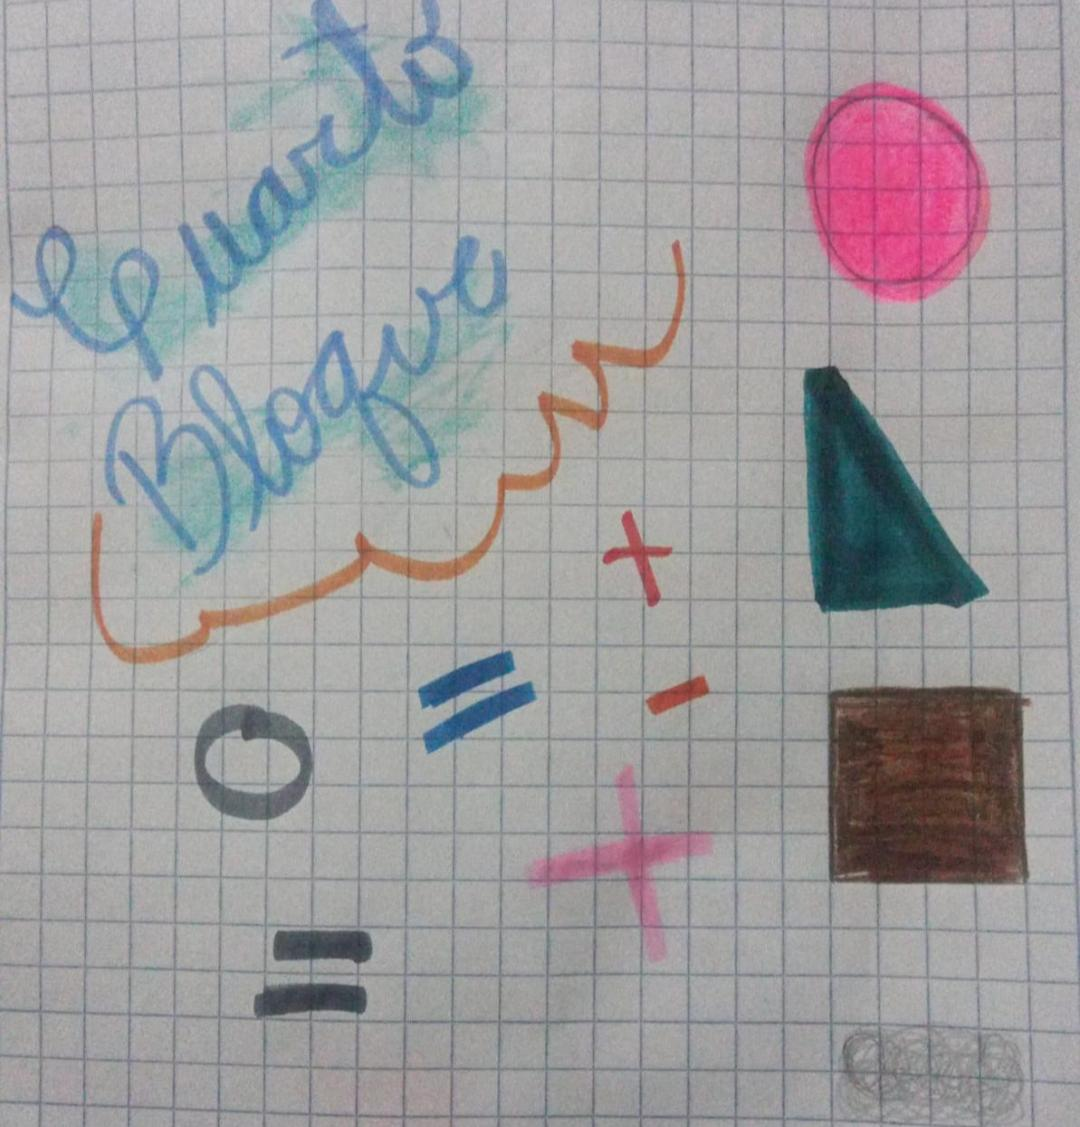 Cuarto
Bloque
+
=
-
O
+
=